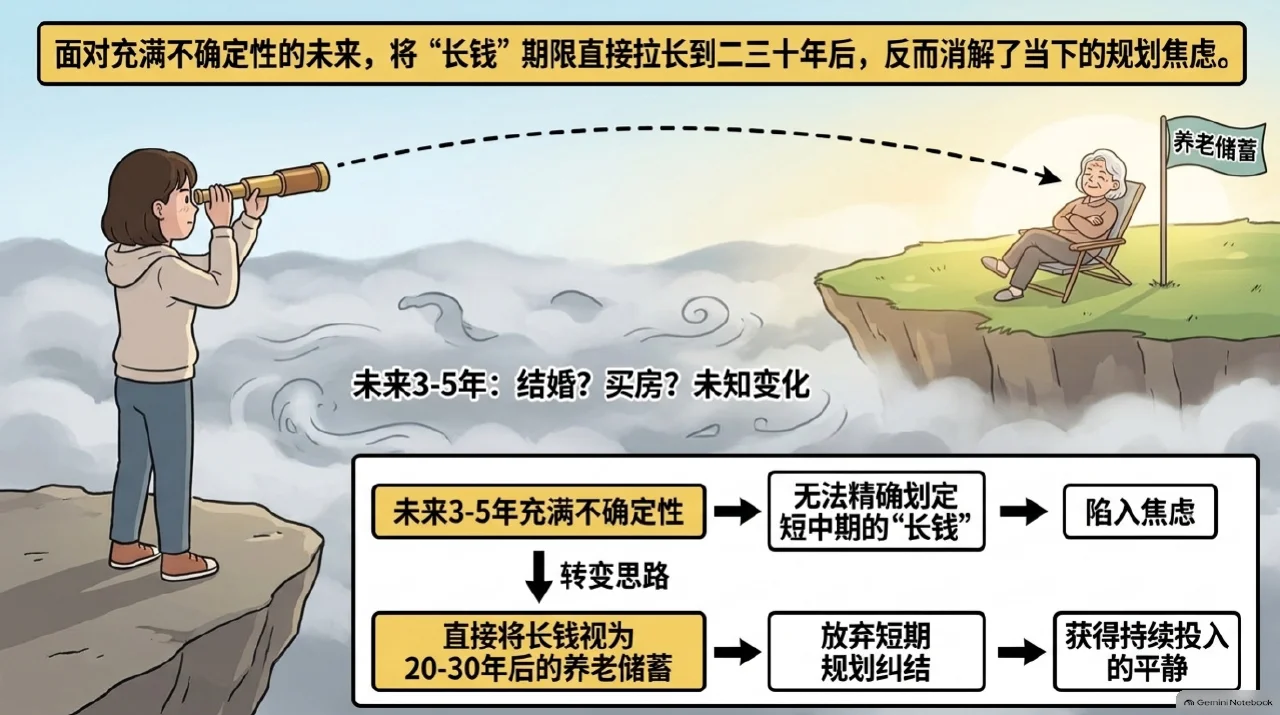 面对充满不确定性的未来，将“长钱”期限直接拉长到二三十年后，反而消解了当下的规划焦虑。
养老储蓄
未来3-5年：结婚？买房？未知变化
未来3-5年充满不确定性
无法精确划定
短中期的“长钱”
陷入焦虑
转变思路
直接将长钱视为
20-30年后的养老储蓄
放弃短期
规划纠结
获得持续投入
的平静
Gemini Notebook